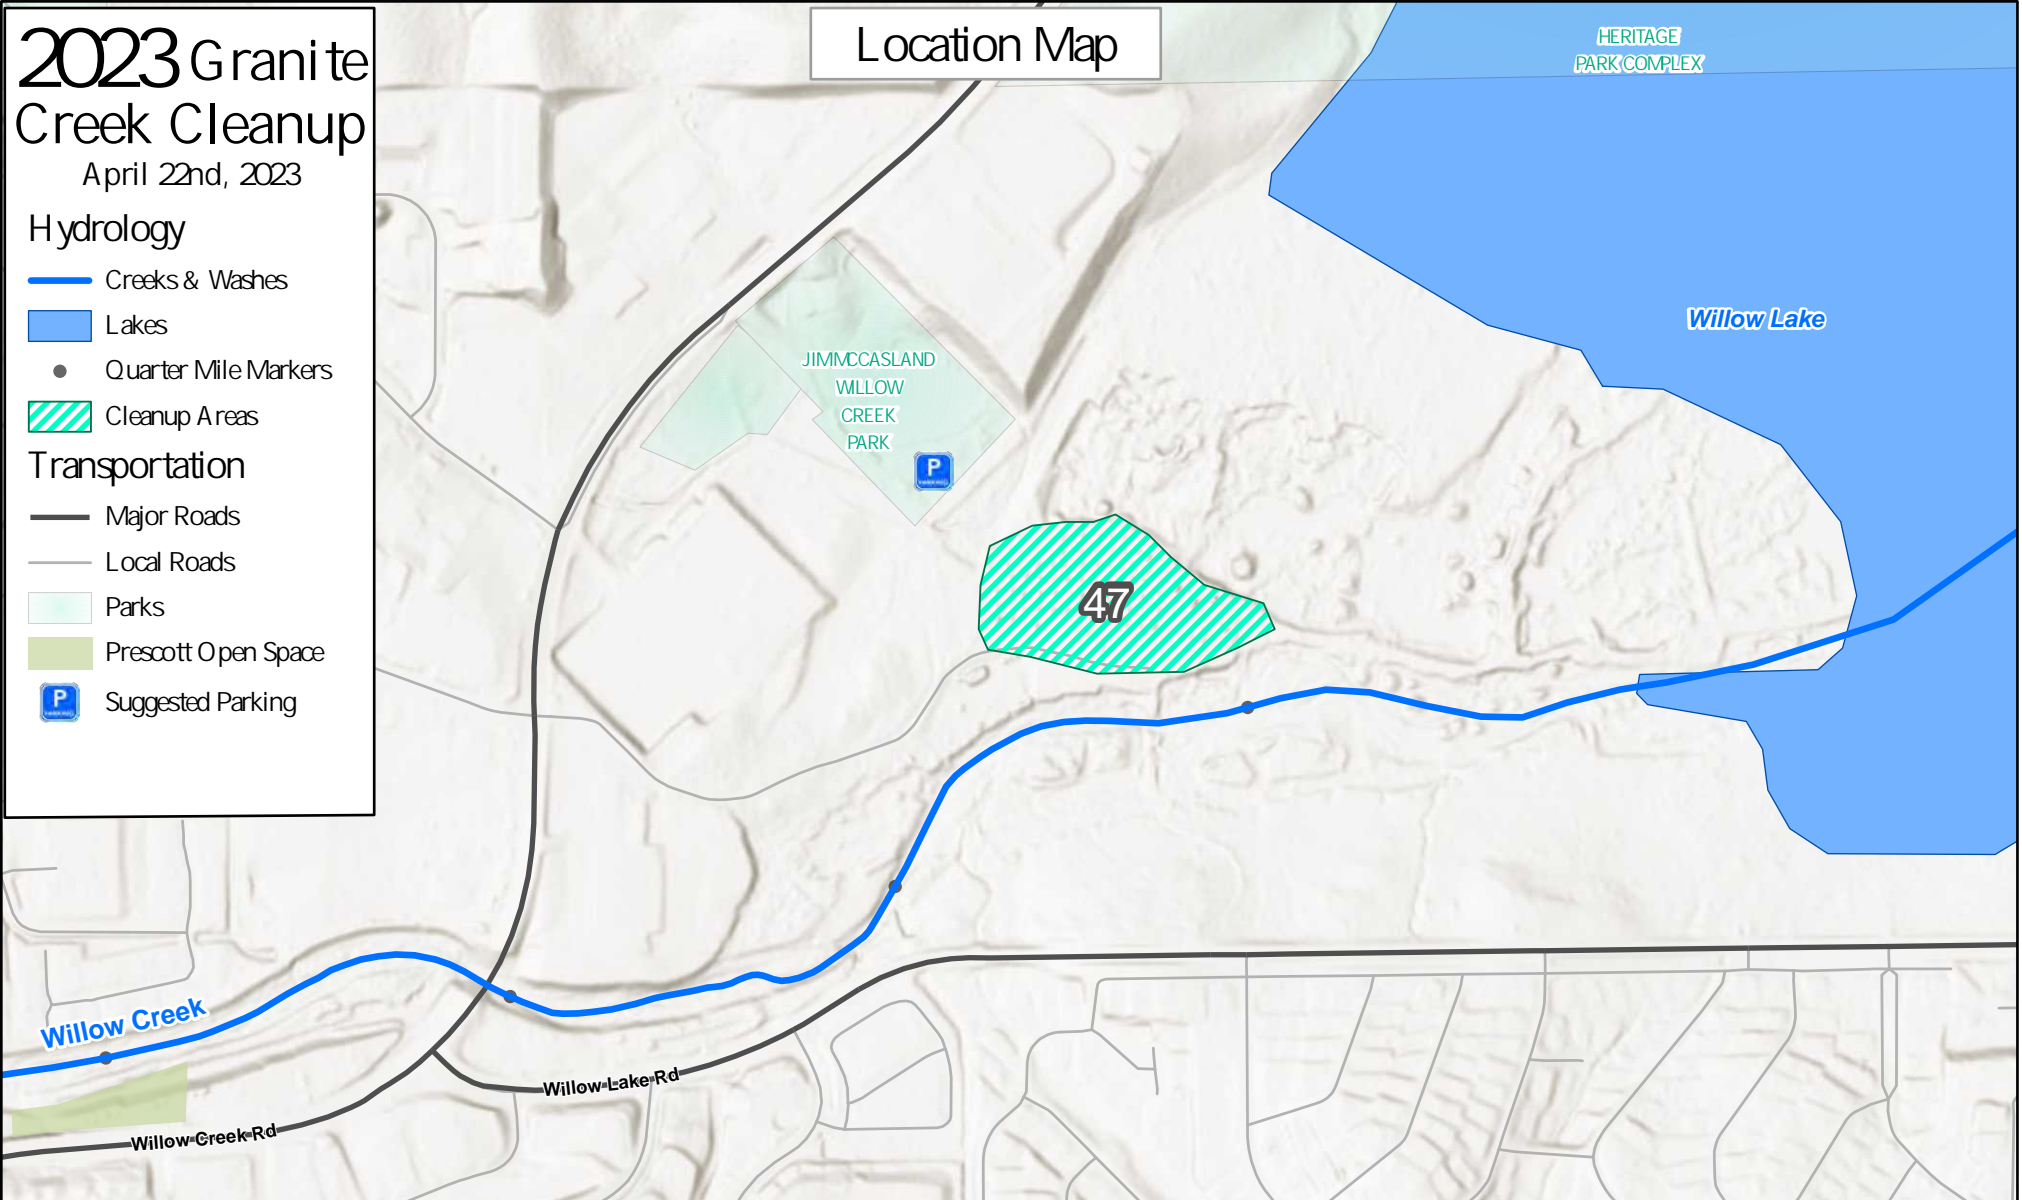 2023 Granite
Creek Cleanup
April 22nd, 2023
Hydrology
Creeks & Washes
Lakes
Quarter Mile Markers
Cleanup Areas
Transportation
Major Roads
Local Roads
Parks
Prescott Open Space
P
Suggested Parking
Location Map
HERITAGE
PARK COMPLEX
Willow Lake
JIM MCCASLAND
WILLOW
CREEK
PARK
P
47
Willow Creek
Willow Lake Rd
Willow Creek Rd